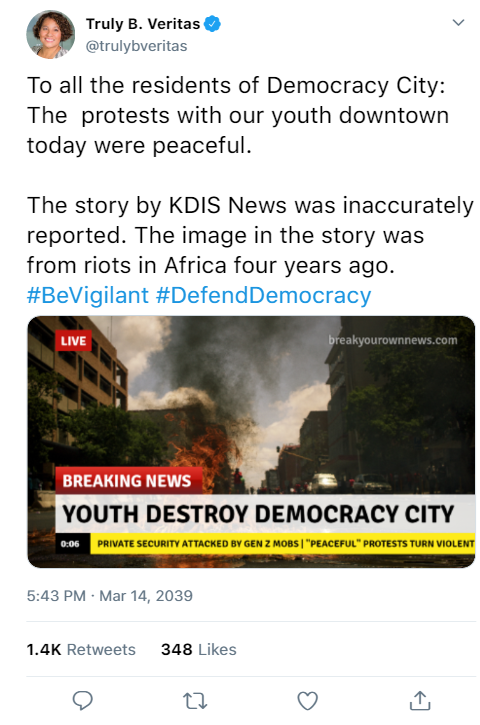 Truly B. Veritas
@trulybveritas
To all the residents of Democracy City:
The  protests with our youth downtown
today were peaceful.
The story by KDIS News was inaccurately
reported. The image in the story was
from riots in Africa four years ago.
#BeVigilant #DefendDemocracy
LIVE
breakyourownnews.com
BREAKING NEWS
YOUTH DESTROY DEMOCRACY CITY
0:06 PRIVATE SECURITY ATTACKED BY GEN Z MOBS | "PEACEFUL" PROTESTS TURN VIOLENT
5:43 PM · Mar 14, 2039
1.4K Retweets 348 Likes